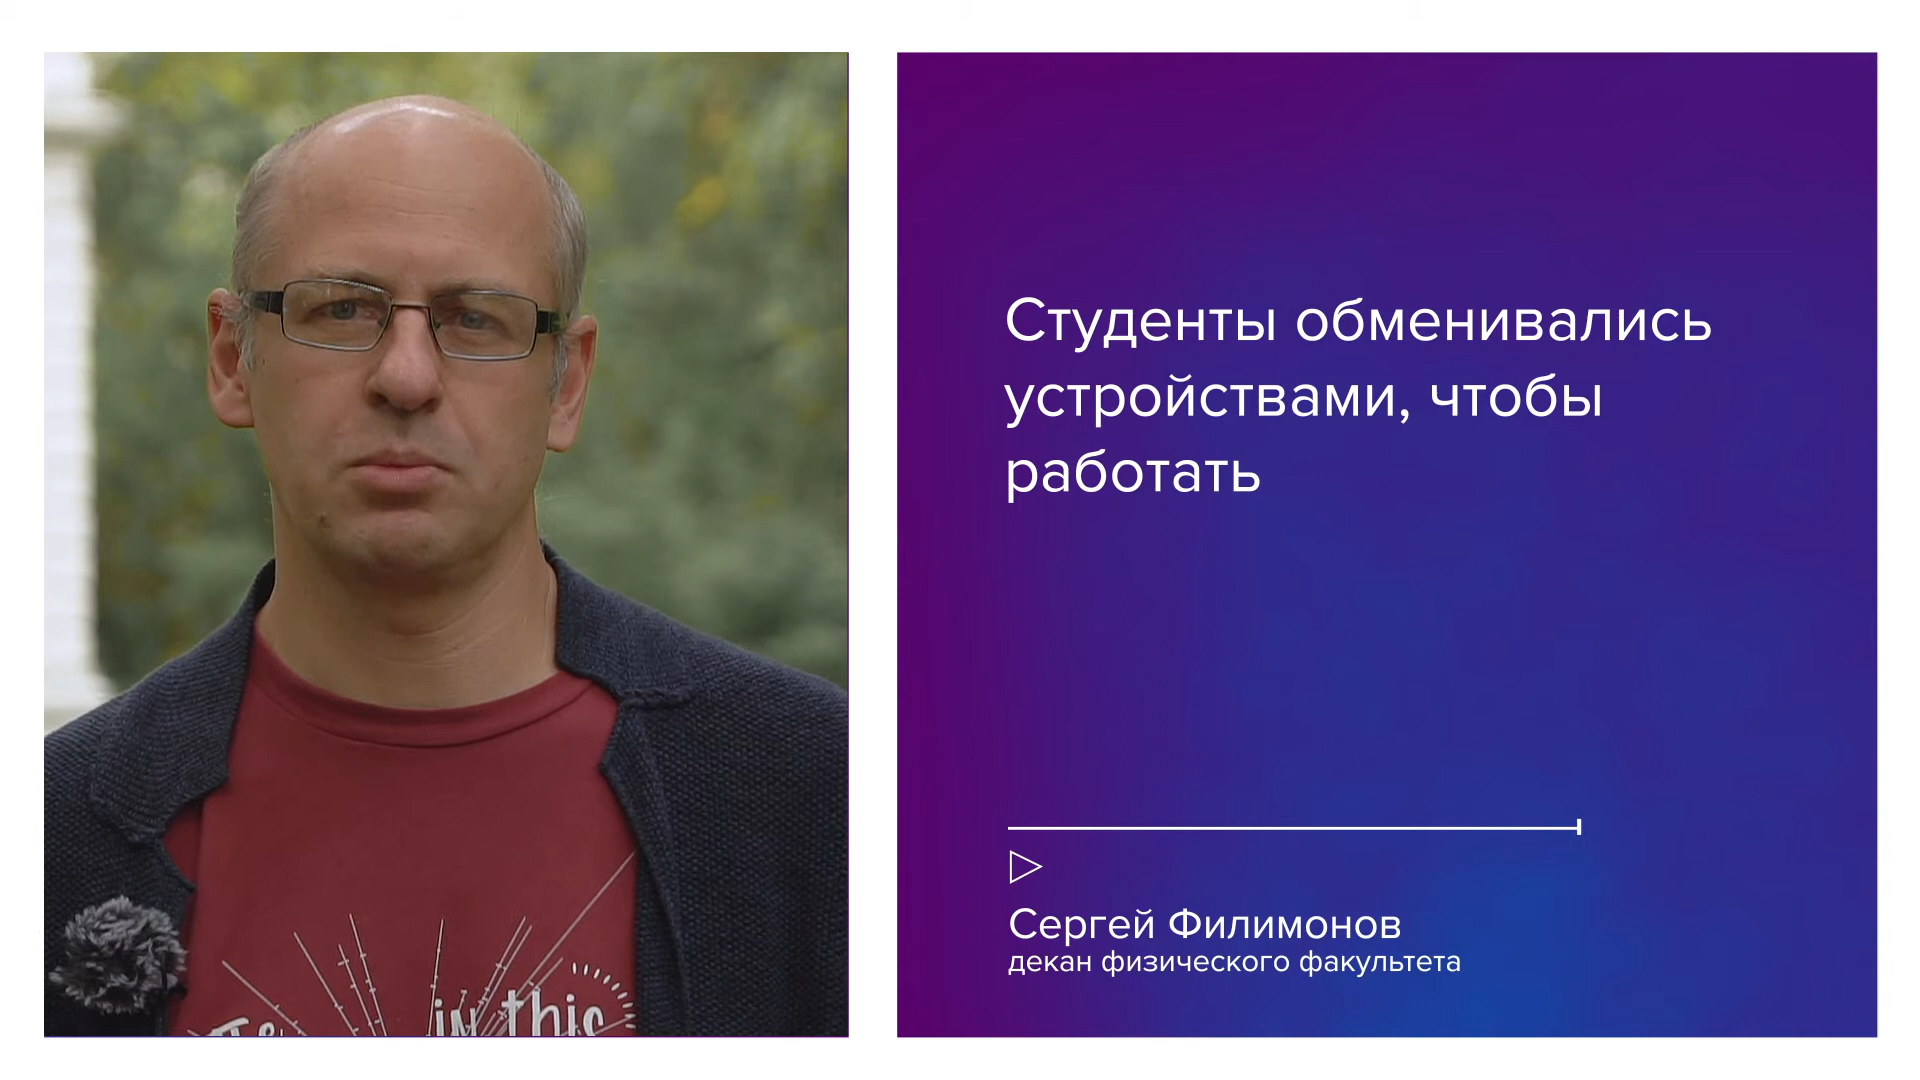 Студенты обменивались
устройствами, чтобы
работать
Сергей Филимонов
декан физического факультета
in this